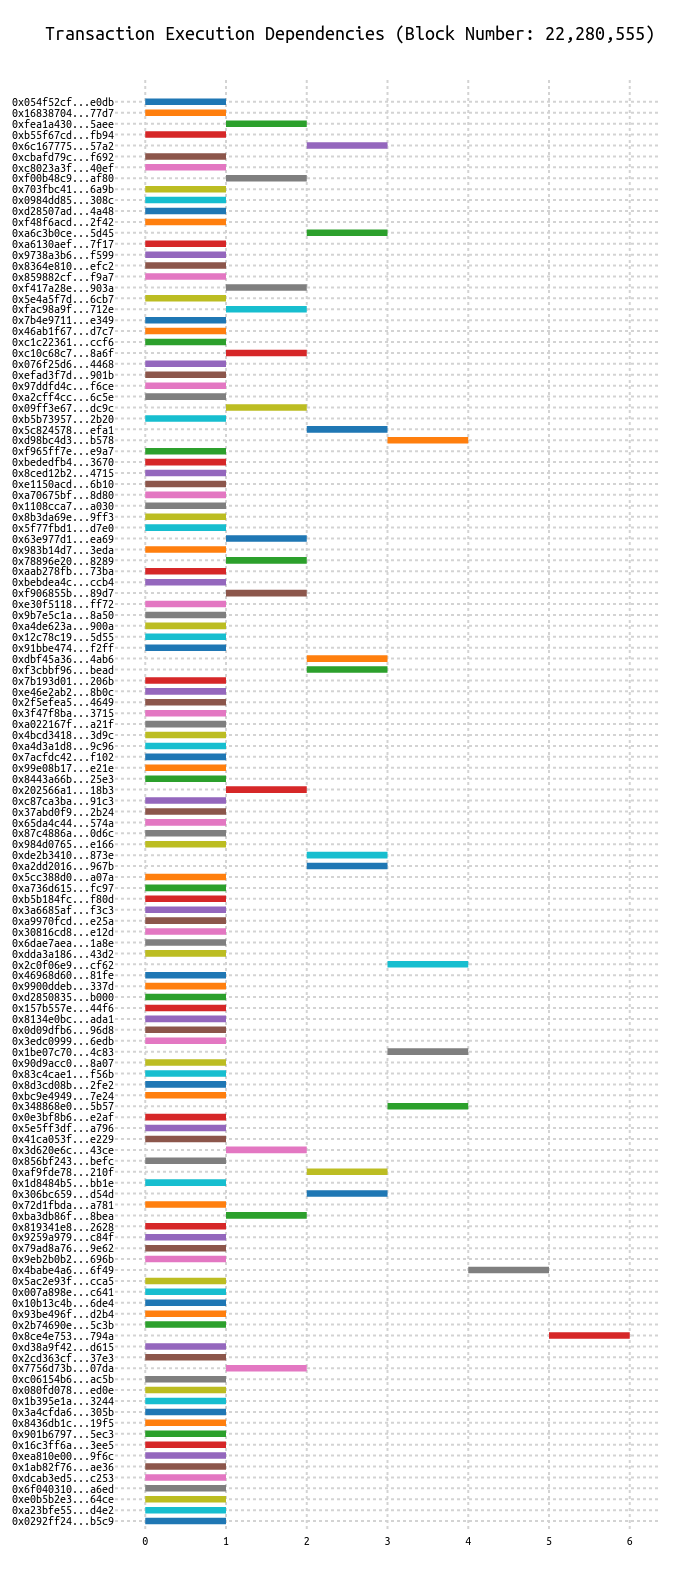 Transaction Execution Dependencies (Block Number: 22,280,555)
0x054f52cf...e0db
0x16838704...77d7
0xfea1a430...5aee
0xb55f67cd...fb94
0x6c167775...57a2
0xcbafd79c...f692
0xc8023a3f...40ef
0xf00b48c9...af80
0x703fbc41...6a9b
0x0984dd85...308c
0xd28507ad...4a48
0xf48f6acd...2f42
0xa6c3b0ce...5d45
0xa6130aef...7f17
0x9738a3b6...f599
0x8364e810...efc2
0x859882cf...f9a7
0xf417a28e...903a
0x5e4a5f7d...6cb7
0xfac98a9f...712e
0x7b4e9711...e349
0x46ab1f67...d7c7
0xc1c22361...ccf6
0xc10c68c7...8a6f
0x076f25d6...4468
0xefad3f7d...901b
0x97ddfd4c...f6ce
0xa2cff4cc...6c5e
0x09ff3e67...dc9c
0xb5b73957...2b20
0x5c824578...efa1
0xd98bc4d3...b578
0xf965ff7e...e9a7
0xbededfb4...3670
0x8ced12b2...4715
0xe1150acd...6b10
0xa70675bf...8d80
0x1108cca7...a030
0x8b3da69e...9ff3
0x5f77fbd1...d7e0
0x63e977d1...ea69
0x983b14d7...3eda
0x78896e20...8289
0xaab278fb...73ba
0xbebdea4c...ccb4
0xf906855b...89d7
0xe30f5118...ff72
0x9b7e5c1a...8a50
0xa4de623a...900a
0x12c78c19...5d55
0x91bbe474...f2ff
0xdbf45a36...4ab6
0xf3cbbf96...bead
0x7b193d01...206b
0xe46e2ab2...8b0c
0x2f5efea5...4649
0x3f47f8ba...3715
0xa022167f...a21f
0x4bcd3418...3d9c
0xa4d3a1d8...9c96
0x7acfdc42...f102
0x99e08b17...e21e
0x8443a66b...25e3
0x202566a1...18b3
0xc87ca3ba...91c3
0x37abd0f9...2b24
0x65da4c44...574a
0x87c4886a...0d6c
0x984d0765...e166
0xde2b3410...873e
0xa2dd2016...967b
0x5cc388d0...a07a
0xa736d615...fc97
0xb5b184fc...f80d
0x3a6685af...f3c3
0xa9970fcd...e25a
0x30816cd8...e12d
0x6dae7aea...1a8e
0xdda3a186...43d2
0x2c0f06e9...cf62
0x46968d60...81fe
0x9900ddeb...337d
0xd2850835...b000
0x157b557e...44f6
0x8134e0bc...ada1
0x0d09dfb6...96d8
0x3edc0999...6edb
0x1be07c70...4c83
0x90d9acc0...8a07
0x83c4cae1...f56b
0x8d3cd08b...2fe2
0xbc9e4949...7e24
0x348868e0...5b57
0x0e3bf8b6...e2af
0x5e5ff3df...a796
0x41ca053f...e229
0x3d620e6c...43ce
0x856bf243...befc
0xaf9fde78...210f
0x1d8484b5...bb1e
0x306bc659...d54d
0x72d1fbda...a781
0xba3db86f...8bea
0x819341e8...2628
0x9259a979...c84f
0x79ad8a76...9e62
0x9eb2b0b2...696b
0x4babe4a6...6f49
0x5ac2e93f...cca5
0x007a898e...c641
0x10b13c4b...6de4
0x93be496f...d2b4
0x2b74690e...5c3b
0x8ce4e753...794a
0xd38a9f42...d615
0x2cd363cf...37e3
0x7756d73b...07da
0xc06154b6...ac5b
0x080fd078...ed0e
0x1b395e1a...3244
0x3a4cfda6...305b
0x8436db1c...19f5
0x901b6797...5ec3
0x16c3ff6a...3ee5
0xea810e00...9f6c
0x1ab82f76...ae36
0xdcab3ed5...c253
0x6f040310...a6ed
0xe0b5b2e3...64ce
0xa23bfe55...d4e2
0x0292ff24...b5c9
0 1 2 3 4 5 6